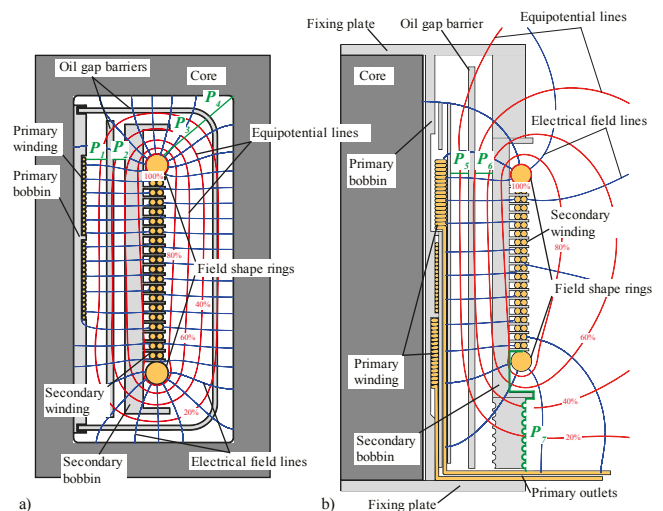 Fixing plate
Oil gap barrier
Equipotential lines
Oil gap barriers
Core
Core
P4
P3
Electrical field lines
Primary
winding
Equipotential lines
P1
P2
Primary
bobbin
P5
P6
Primary
bobbin
100%
100%
Secondary
winding
80%
80%
Field shape rings
Field shape rings
40%
60%
60%
Primary
winding
Secondary
winding
20%
40%
20%
Secondary
bobbin
P7
Secondary
bobbin
Electrical field lines
Primary outlets
a)
b)
Fixing plate